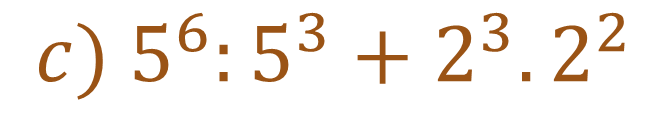 c) 5⁶: 5³ + 2³. 2²